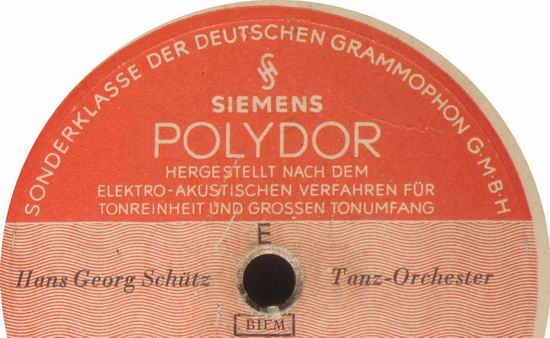 SONDERKLASSE DER DEUTSCHEN GRAMMOPHON G·M·B·H
SIEMENS
POLYDOR
HERGESTELLT NACH DEM
ELEKTRO-AKUSTISCHEN VERFAHREN FÜR
TONREINHEIT UND GROSSEN TONUMFANG
E
Hans Georg Schütz Tanz-Orchester
BIEM